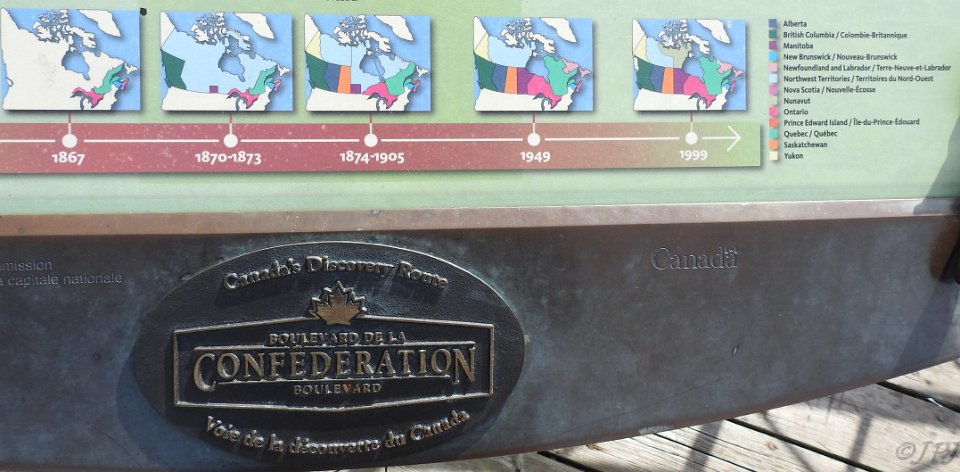 1867
1870-1873
1874-1905
1949
1999
Alberta
British Columbia / Colombie-Britannique
Manitoba
New Brunswick / Nouveau-Brunswick
Newfoundland and Labrador / Terre-Neuve-et-Labrador
Northwest Territories / Territoires du Nord-Ouest
Nova Scotia / Nouvelle-Écosse
Nunavut
Ontario
Prince Edward Island / Île-du-Prince-Édouard
Quebec / Québec
Saskatchewan
Yukon
capitale nationale
Canada
Canada's Discovery Route
BOULEVARD DE LA
CONFEDERATION
BOULEVARD
Voie de la découverte du Canada